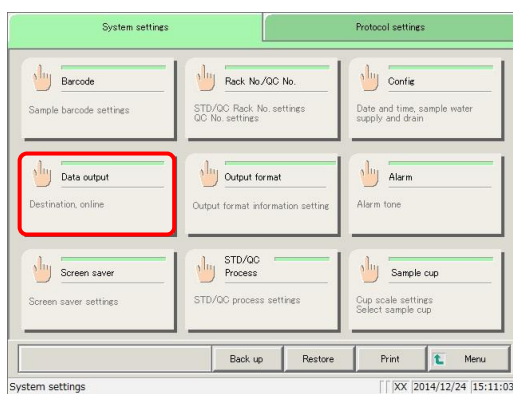 System settings
Protocol settings
Barcode
Sample barcode settings
Rack No./QC No.
STD/QC Rack No. settings
QC No. settings
Config
Date and time, sample water
supply and drain
Data output
Destination, online
Output format
Output format information setting
Alarm
Alarm tone
Screen saver
Screen saver settings
STD/QC
Process
STD/QC process settings
Sample cup
Cup scale settings
Select sample cup
Back up
Restore
Print
Menu
System settings
XX 2014/12/24 15:11:03